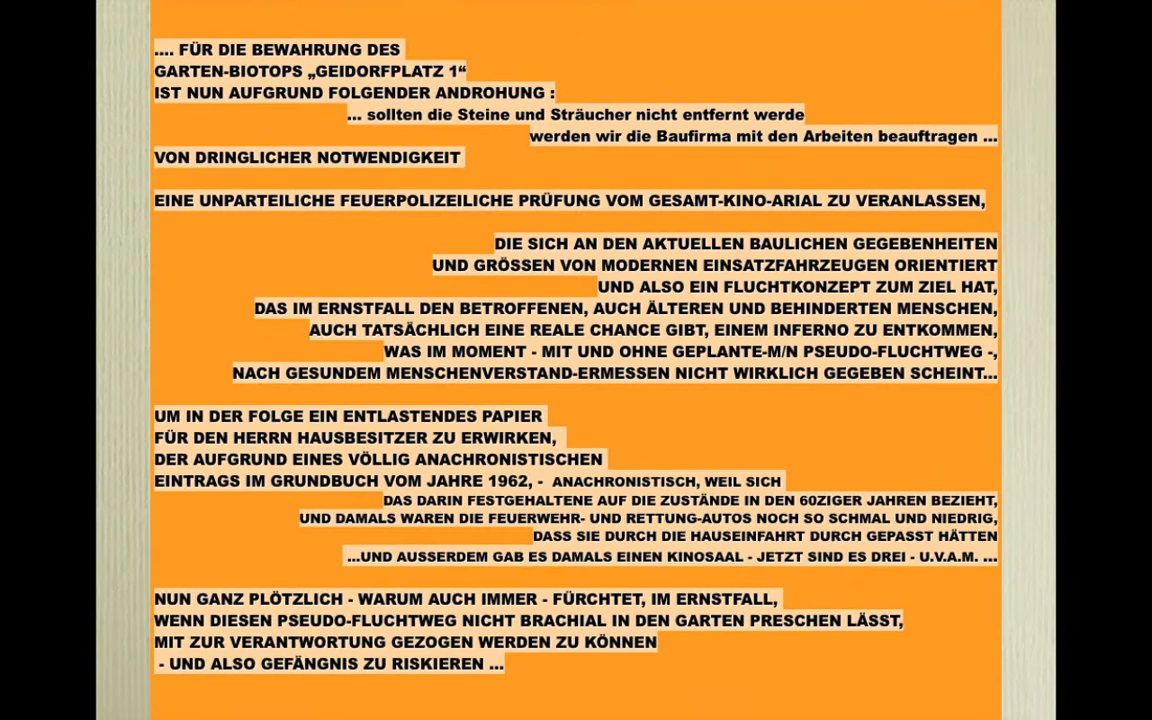 .... FÜR DIE BEWAHRUNG DES
GARTEN-BIOTOPS „GEIDORFPLATZ 1“
IST NUN AUFGRUND FOLGENDER ANDROHUNG :
... sollten die Steine und Sträucher nicht entfernt werde
werden wir die Baufirma mit den Arbeiten beauftragen ...
VON DRINGLICHER NOTWENDIGKEIT
EINE UNPARTEILICHE FEUERPOLIZEILICHE PRÜFUNG VOM GESAMT-KINO-ARIAL ZU VERANLASSEN,
DIE SICH AN DEN AKTUELLEN BAULICHEN GEGEBENHEITEN
UND GRÖSSEN VON MODERNEN EINSATZFAHRZEUGEN ORIENTIERT
UND ALSO EIN FLUCHTKONZEPT ZUM ZIEL HAT,
DAS IM ERNSTFALL DEN BETROFFENEN, AUCH ÄLTEREN UND BEHINDERTEN MENSCHEN,
AUCH TATSÄCHLICH EINE REALE CHANCE GIBT, EINEM INFERNO ZU ENTKOMMEN,
WAS IM MOMENT - MIT UND OHNE GEPLANTE-M/N PSEUDO-FLUCHTWEG -,
NACH GESUNDEM MENSCHENVERSTAND-ERMESSEN NICHT WIRKLICH GEGEBEN SCHEINT...
UM IN DER FOLGE EIN ENTLASTENDES PAPIER
FÜR DEN HERRN HAUSBESITZER ZU ERWIRKEN,
DER AUFGRUND EINES VÖLLIG ANACHRONISTISCHEN
EINTRAGS IM GRUNDBUCH VOM JAHRE 1962, - ANACHRONISTISCH, WEIL SICH
DAS DARIN FESTGEHALTENE AUF DIE ZUSTÄNDE IN DEN 60ZIGER JAHREN BEZIEHT,
UND DAMALS WAREN DIE FEUERWEHR- UND RETTUNG-AUTOS NOCH SO SCHMAL UND NIEDRIG,
DASS SIE DURCH DIE HAUSEINFAHRT DURCH GEPASST HÄTTEN
...UND AUSSERDEM GAB ES DAMALS EINEN KINOSAAL - JETZT SIND ES DREI - U.V.A.M. ...
NUN GANZ PLÖTZLICH - WARUM AUCH IMMER - FÜRCHTET, IM ERNSTFALL,
WENN DIESEN PSEUDO-FLUCHTWEG NICHT BRACHIAL IN DEN GARTEN PRESCHEN LÄSST,
MIT ZUR VERANTWORTUNG GEZOGEN WERDEN ZU KÖNNEN
- UND ALSO GEFÄNGNIS ZU RISKIEREN ...